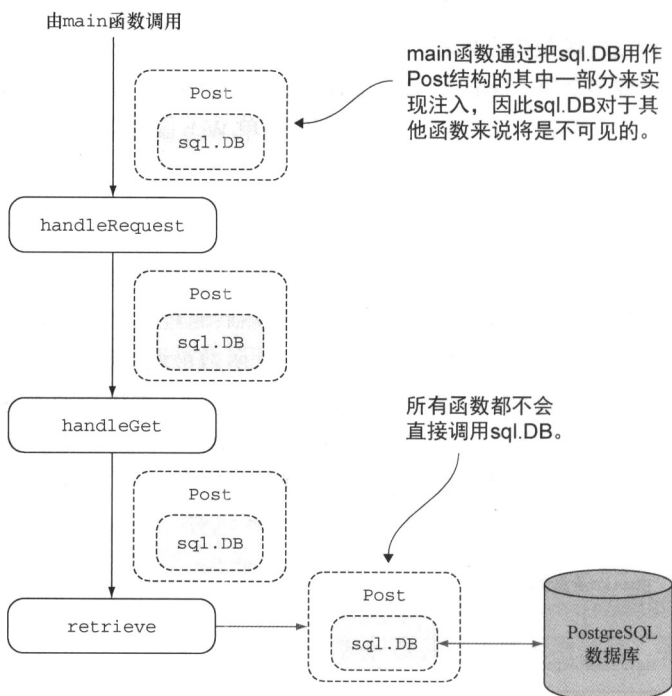 由main函数调用
main函数通过把sql.DB用作
Post结构的其中一部分来实
现注入，因此sql.DB对于其
他函数来说将是不可见的。
Post
sql.DB
handleRequest
Post
sql.DB
handleGet
所有函数都不会
直接调用sql.DB。
Post
sql.DB
retrieve
Post
sql.DB
PostgreSQL
数据库